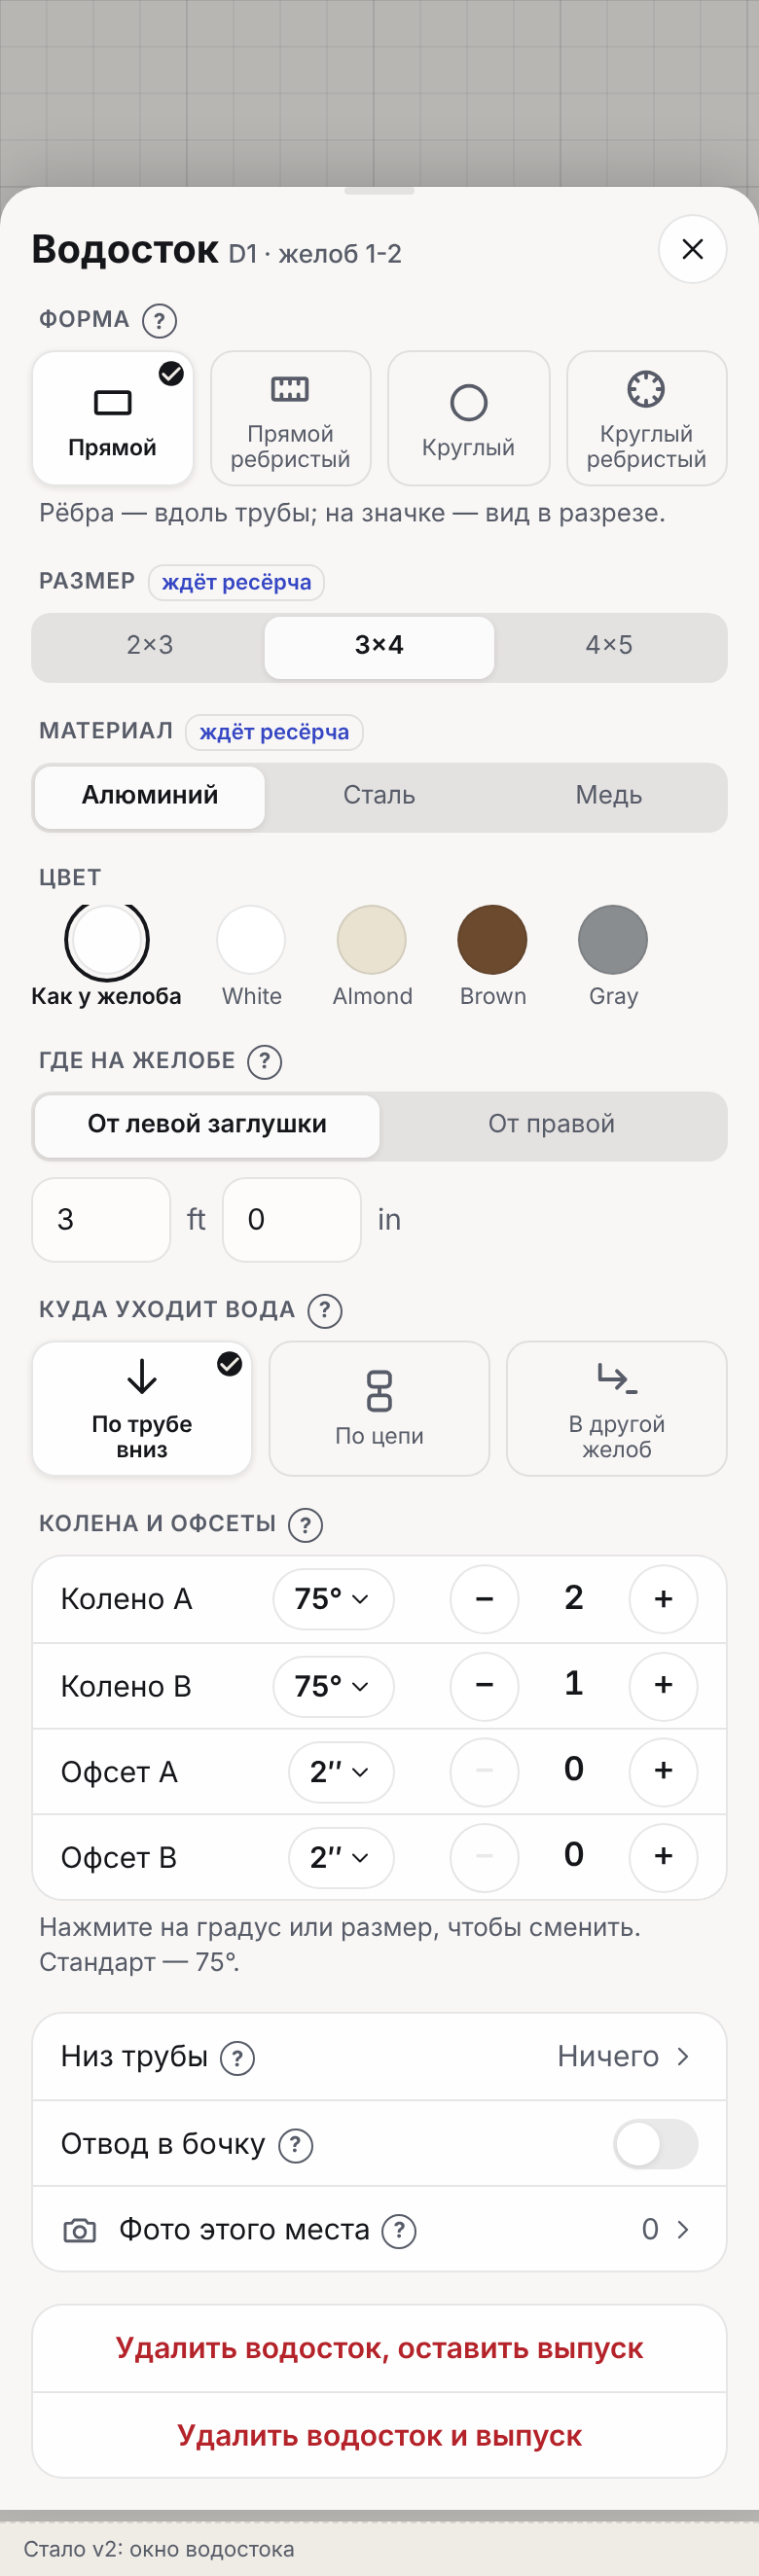 Водосток D1 · желоб 1-2
ФОРМА ?
Прямой
Прямой
ребристый
Круглый
Круглый
ребристый
Рёбра — вдоль трубы; на значке — вид в разрезе.
РАЗМЕР ждёт ресёрча
2×3 3×4 4×5
МАТЕРИАЛ ждёт ресёрча
Алюминий Сталь Медь
ЦВЕТ
Как у желоба White Almond Brown Gray
ГДЕ НА ЖЕЛОБЕ ?
От левой заглушки От правой
3 ft 0 in
КУДА УХОДИТ ВОДА ?
По трубе
вниз
По цепи
В другой
желоб
КОЛЕНА И ОФСЕТЫ ?
Колено A 75° − 2 +
Колено B 75° − 1 +
Офсет A 2″ − 0 +
Офсет B 2″ − 0 +
Нажмите на градус или размер, чтобы сменить.
Стандарт — 75°.
Низ трубы ? Ничего
Отвод в бочку ?
Фото этого места ? 0
Удалить водосток, оставить выпуск
Удалить водосток и выпуск
Стало v2: окно водостока